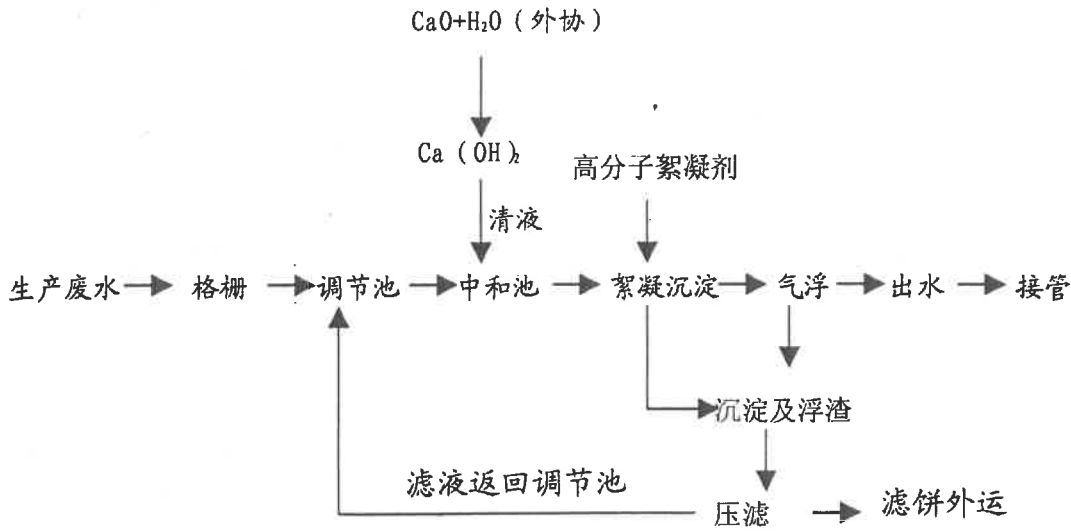 CaO+H₂O（外协）
Ca（OH）₂
高分子絮凝剂
清液
生产废水 格栅 调节池 中和池 絮凝沉淀 气浮 出水 接管
沉淀及浮渣
滤液返回调节池
压滤 滤饼外运